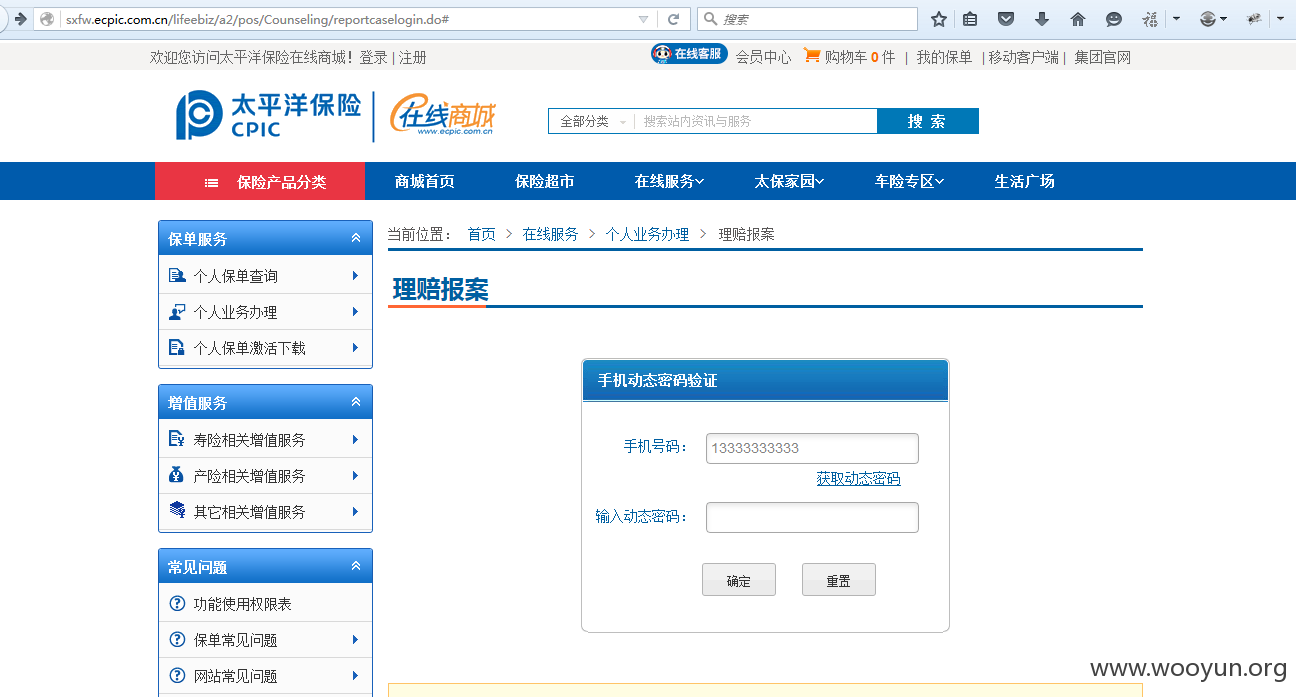 sxfw.ecpic.com.cn/lifeebiz/a2/pos/Counseling/reportcaselogin.do#
搜索
欢迎您访问太平洋保险在线商城！登录 | 注册
在线客服 会员中心 购物车 0 件 | 我的保单 | 移动客户端 | 集团官网
太平洋保险
CPIC
在线商城
www.ecpic.com.cn
全部分类 搜索站内资讯与服务 搜 索
保险产品分类 商城首页 保险超市 在线服务 太保家园 车险专区 生活广场
保单服务
个人保单查询
个人业务办理
个人保单激活下载
增值服务
寿险相关增值服务
产险相关增值服务
其它相关增值服务
常见问题
功能使用权限表
保单常见问题
网站常见问题
当前位置： 首页 > 在线服务 > 个人业务办理 > 理赔报案
理赔报案
手机动态密码验证
手机号码： 13333333333
获取动态密码
输入动态密码：
确定 重置
www.wooyun.org